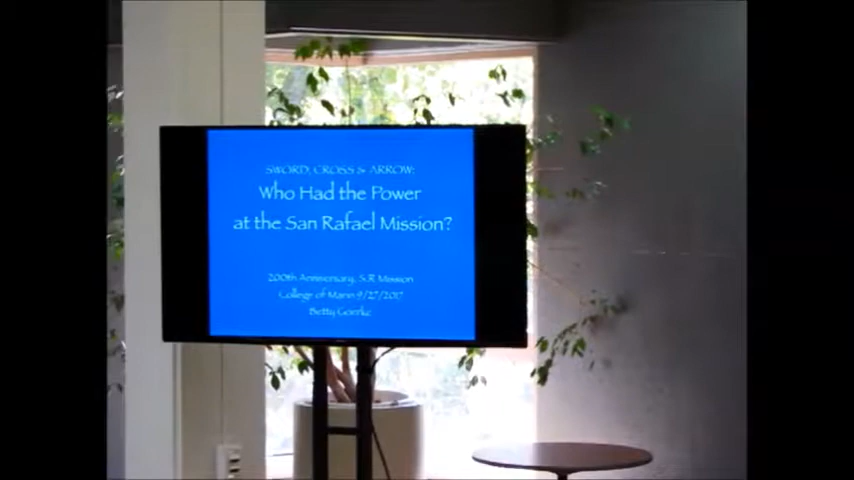 SWORD, CROSS & ARROW:
Who Had the Power
at the San Rafael Mission?
200th Anniversary, S.R Mission
College of Marin 9/27/2017
Betty Goerke